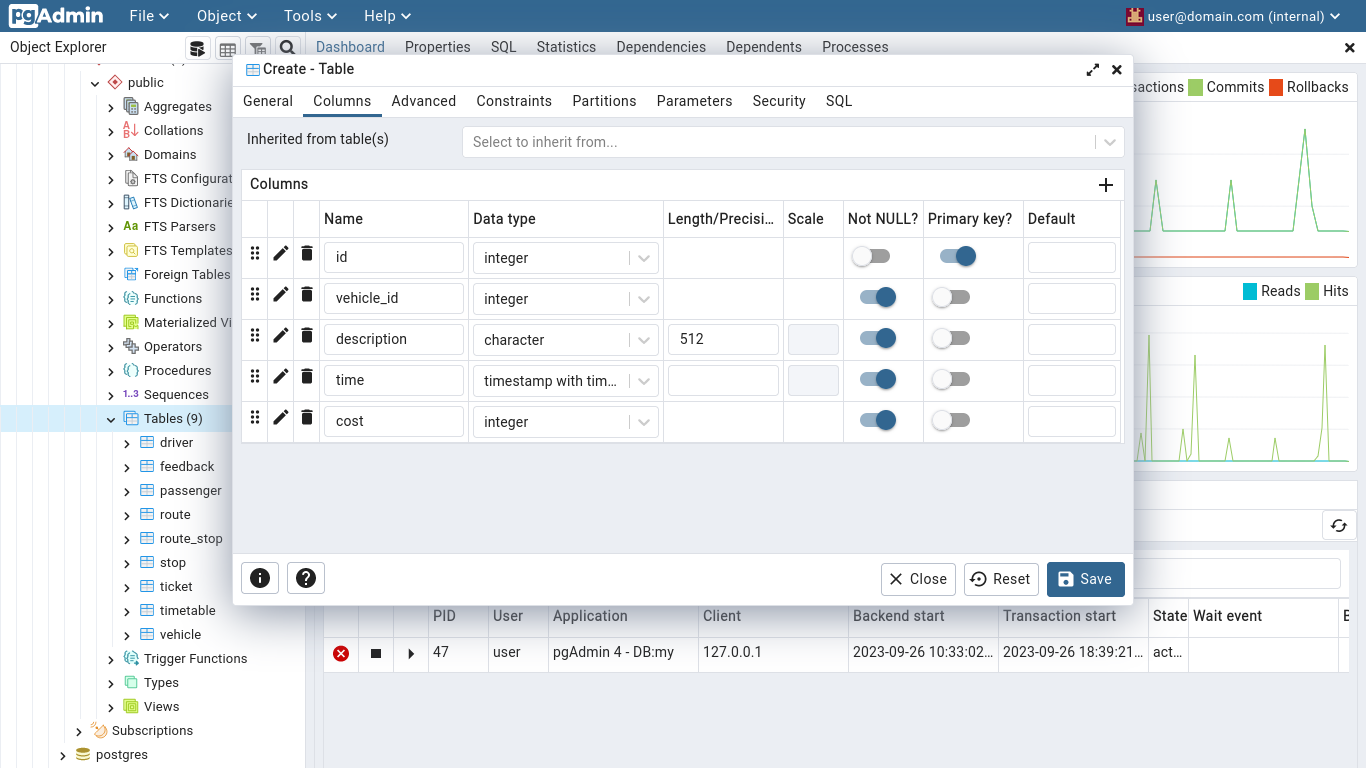 pgAdmin File Object Tools Help user@domain.com (internal)
Object Explorer Dashboard Properties SQL Statistics Dependencies Dependents Processes
public
Aggregates
Collations
Domains
FTS Configurat
FTS Dictionarie
FTS Parsers
FTS Templates
Foreign Tables
Functions
Materialized Vi
Operators
Procedures
1..3 Sequences
Tables (9)
driver
feedback
passenger
route
route_stop
stop
ticket
timetable
vehicle
Trigger Functions
Types
Views
Subscriptions
postgres
Create - Table
General Columns Advanced Constraints Partitions Parameters Security SQL
Inherited from table(s) Select to inherit from...
Columns
Name Data type Length/Precisi... Scale Not NULL? Primary key? Default
id integer
vehicle_id integer
description character 512
time timestamp with tim...
cost integer
Close Reset Save
sactions Commits Rollbacks
Reads Hits
PID User Application Client Backend start Transaction start State Wait event
47 user pgAdmin 4 - DB:my 127.0.0.1 2023-09-26 10:33:02... 2023-09-26 18:39:21... act...